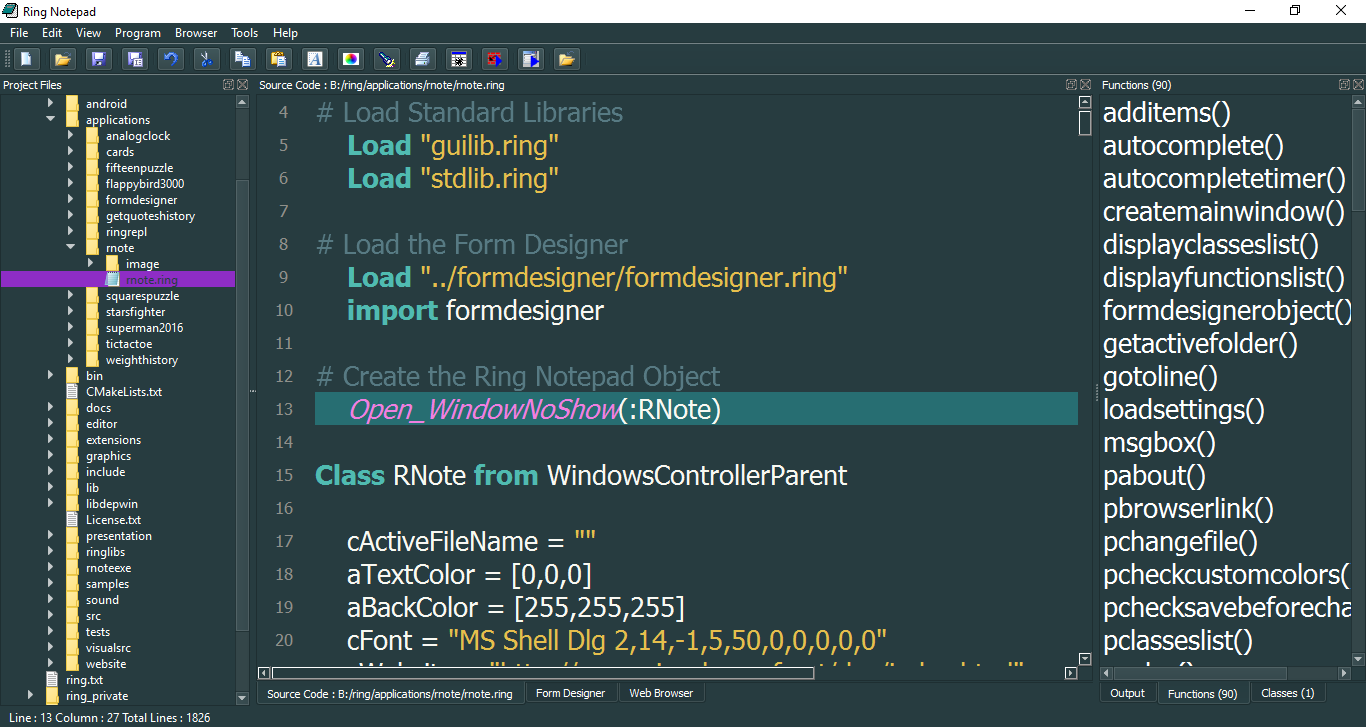 Ring Notepad
File Edit View Program Browser Tools Help
Project Files
android
applications
analogclock
cards
fifteenpuzzle
flappybird3000
formdesigner
getquoteshistory
ringrepl
rnote
image
rnote.ring
squarespuzzle
starsfighter
superman2016
tictactoe
weighthistory
bin
CMakeLists.txt
docs
editor
extensions
graphics
include
lib
libdepwin
License.txt
presentation
ringlibs
rnoteexe
samples
sound
src
tests
visualsrc
website
ring.txt
ring_private
Source Code : B:/ring/applications/rnote/rnote.ring
4 # Load Standard Libraries
5 Load "guilib.ring"
6 Load "stdlib.ring"
7
8 # Load the Form Designer
9 Load "../formdesigner/formdesigner.ring"
10 import formdesigner
11
12 # Create the Ring Notepad Object
13 Open_WindowNoShow(:RNote)
14
15 Class RNote from WindowsControllerParent
16
17 cActiveFileName = ""
18 aTextColor = [0,0,0]
19 aBackColor = [255,255,255]
20 cFont = "MS Shell Dlg 2,14,-1,5,50,0,0,0,0,0"
Source Code : B:/ring/applications/rnote/rnote.ring Form Designer Web Browser
Functions (90)
additems()
autocomplete()
autocompletetimer()
createmainwindow()
displayclasseslist()
displayfunctionslist()
formdesignerobject()
getactivefolder()
gotoline()
loadsettings()
msgbox()
pabout()
pbrowserlink()
pchangefile()
pcheckcustomcolors(
pchecksavebeforecha
pclasseslist()
Output Functions (90) Classes (1)
Line : 13 Column : 27 Total Lines : 1826